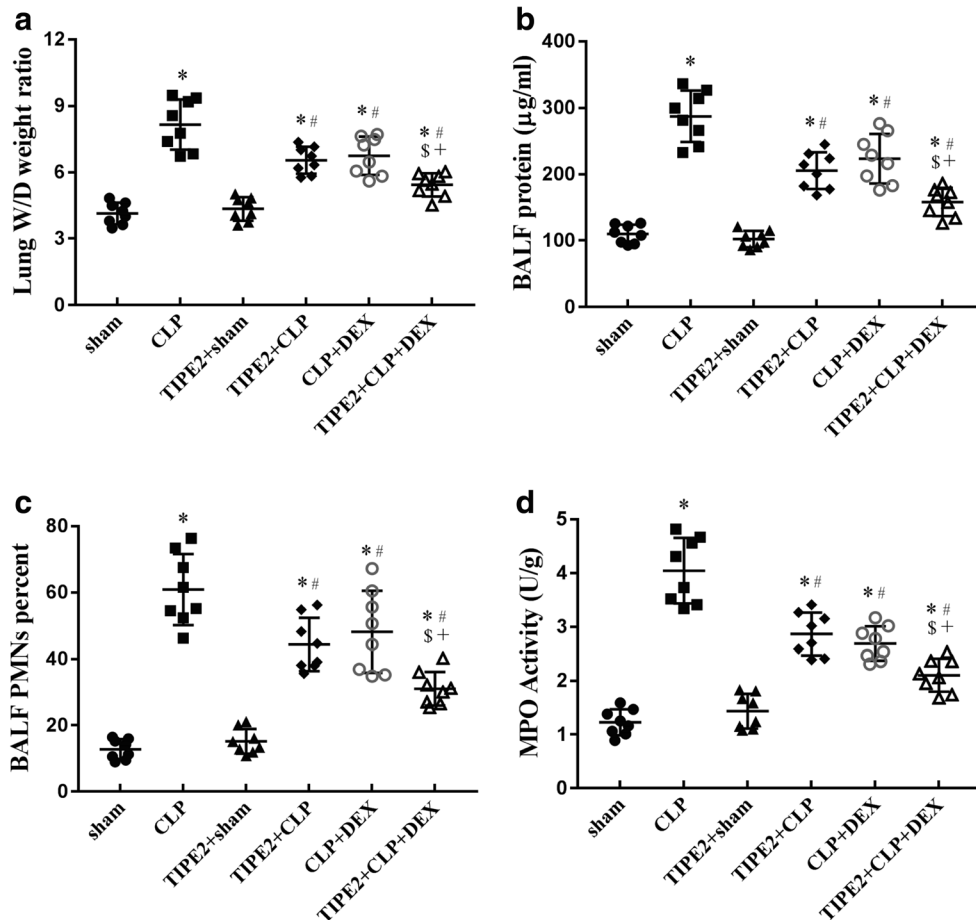 a
Lung W/D weight ratio
12
9
6
3
0
*
* #
* #
* #
$ +
sham
CLP
TIPE2+sham
TIPE2+CLP
CLP+DEX
TIPE2+CLP+DEX
b
BALF protein (µg/ml)
400
300
200
100
0
*
* #
* #
* #
$ +
sham
CLP
TIPE2+sham
TIPE2+CLP
CLP+DEX
TIPE2+CLP+DEX
c
BALF PMNs percent
80
60
40
20
0
*
* #
* #
* #
$ +
sham
CLP
TIPE2+sham
TIPE2+CLP
CLP+DEX
TIPE2+CLP+DEX
d
MPO Activity (U/g)
5
4
3
2
1
0
*
* #
* #
* #
$ +
sham
CLP
TIPE2+sham
TIPE2+CLP
CLP+DEX
TIPE2+CLP+DEX